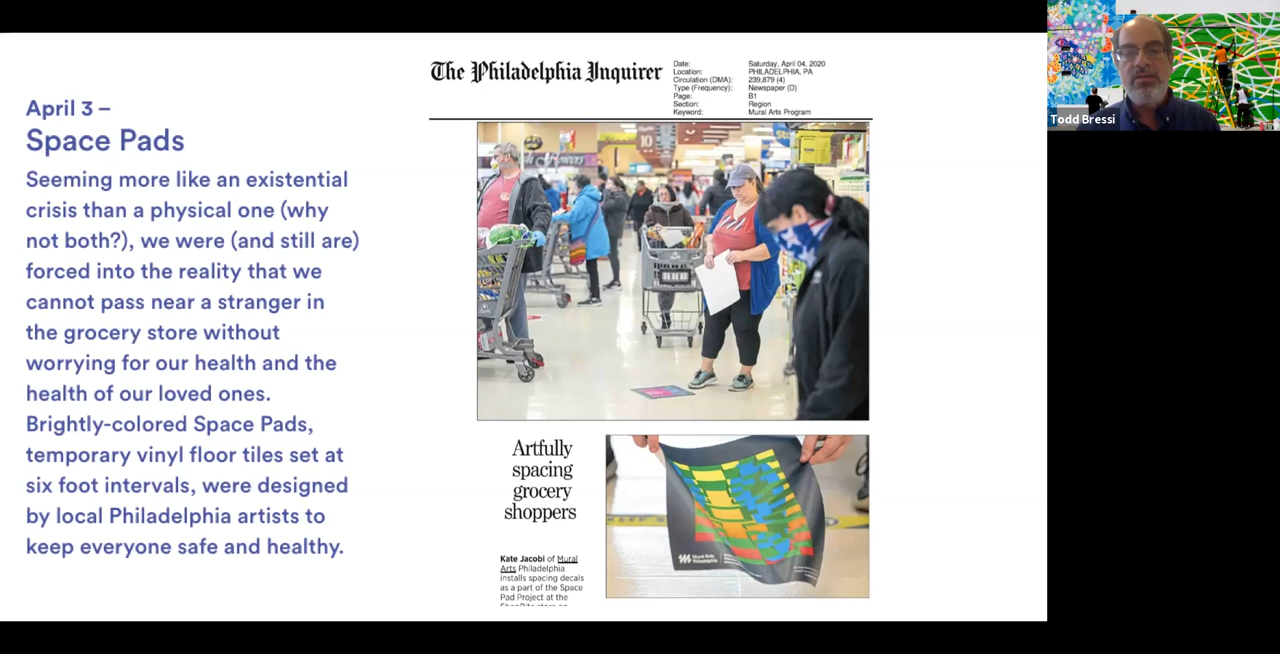 April 3 –
Space Pads
Seeming more like an existential
crisis than a physical one (why
not both?), we were (and still are)
forced into the reality that we
cannot pass near a stranger in
the grocery store without
worrying for our health and the
health of our loved ones.
Brightly-colored Space Pads,
temporary vinyl floor tiles set at
six foot intervals, were designed
by local Philadelphia artists to
keep everyone safe and healthy.
The Philadelphia Inquirer
Date: Saturday, April 04, 2020
Location: PHILADELPHIA, PA
Circulation (DMA): 239,879 (4)
Type (Frequency): Newspaper (D)
Page: B1
Section: Region
Keyword: Mural Arts Program
10
Artfully
spacing
grocery
shoppers
Kate Jacobi of Mural
Arts Philadelphia
installs spacing decals
as a part of the Space
Pad Project at the
Mural Arts
Philadelphia
Todd Bressi